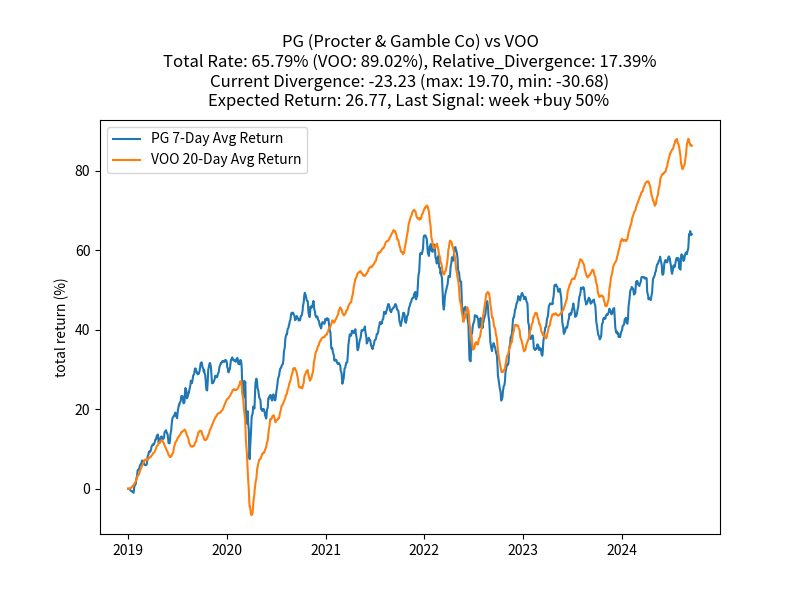 PG (Procter & Gamble Co) vs VOO
Total Rate: 65.79% (VOO: 89.02%), Relative_Divergence: 17.39%
Current Divergence: -23.23 (max: 19.70, min: -30.68)
Expected Return: 26.77, Last Signal: week +buy 50%
PG 7-Day Avg Return
VOO 20-Day Avg Return
total return (%)
80
60
40
20
0
2019 2020 2021 2022 2023 2024